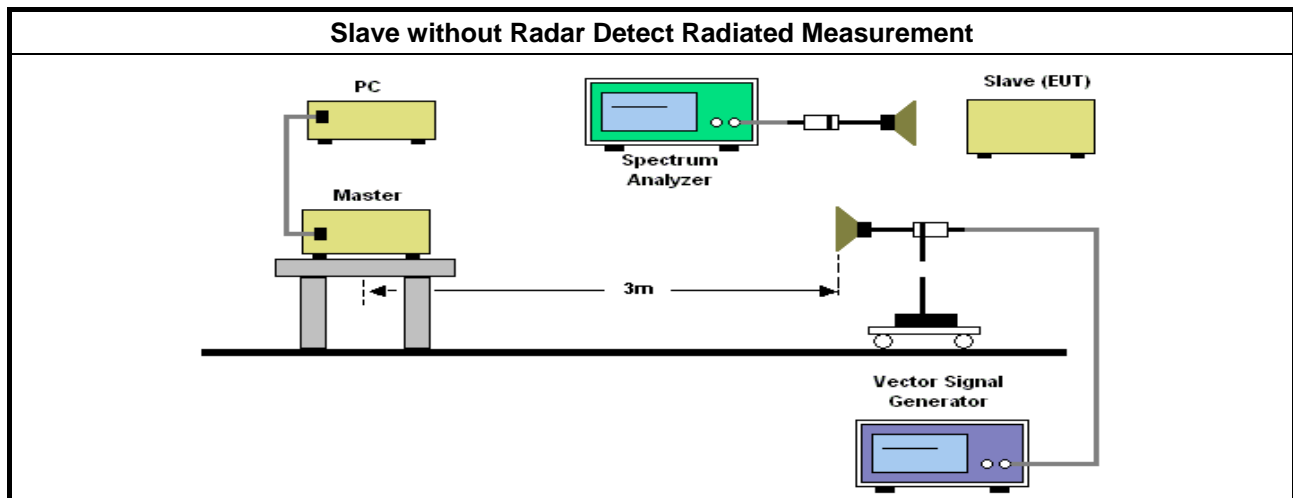 Slave without Radar Detect Radiated Measurement
PC
Slave (EUT)
Spectrum
Analyzer
Master
3m
Vector Signal
Generator